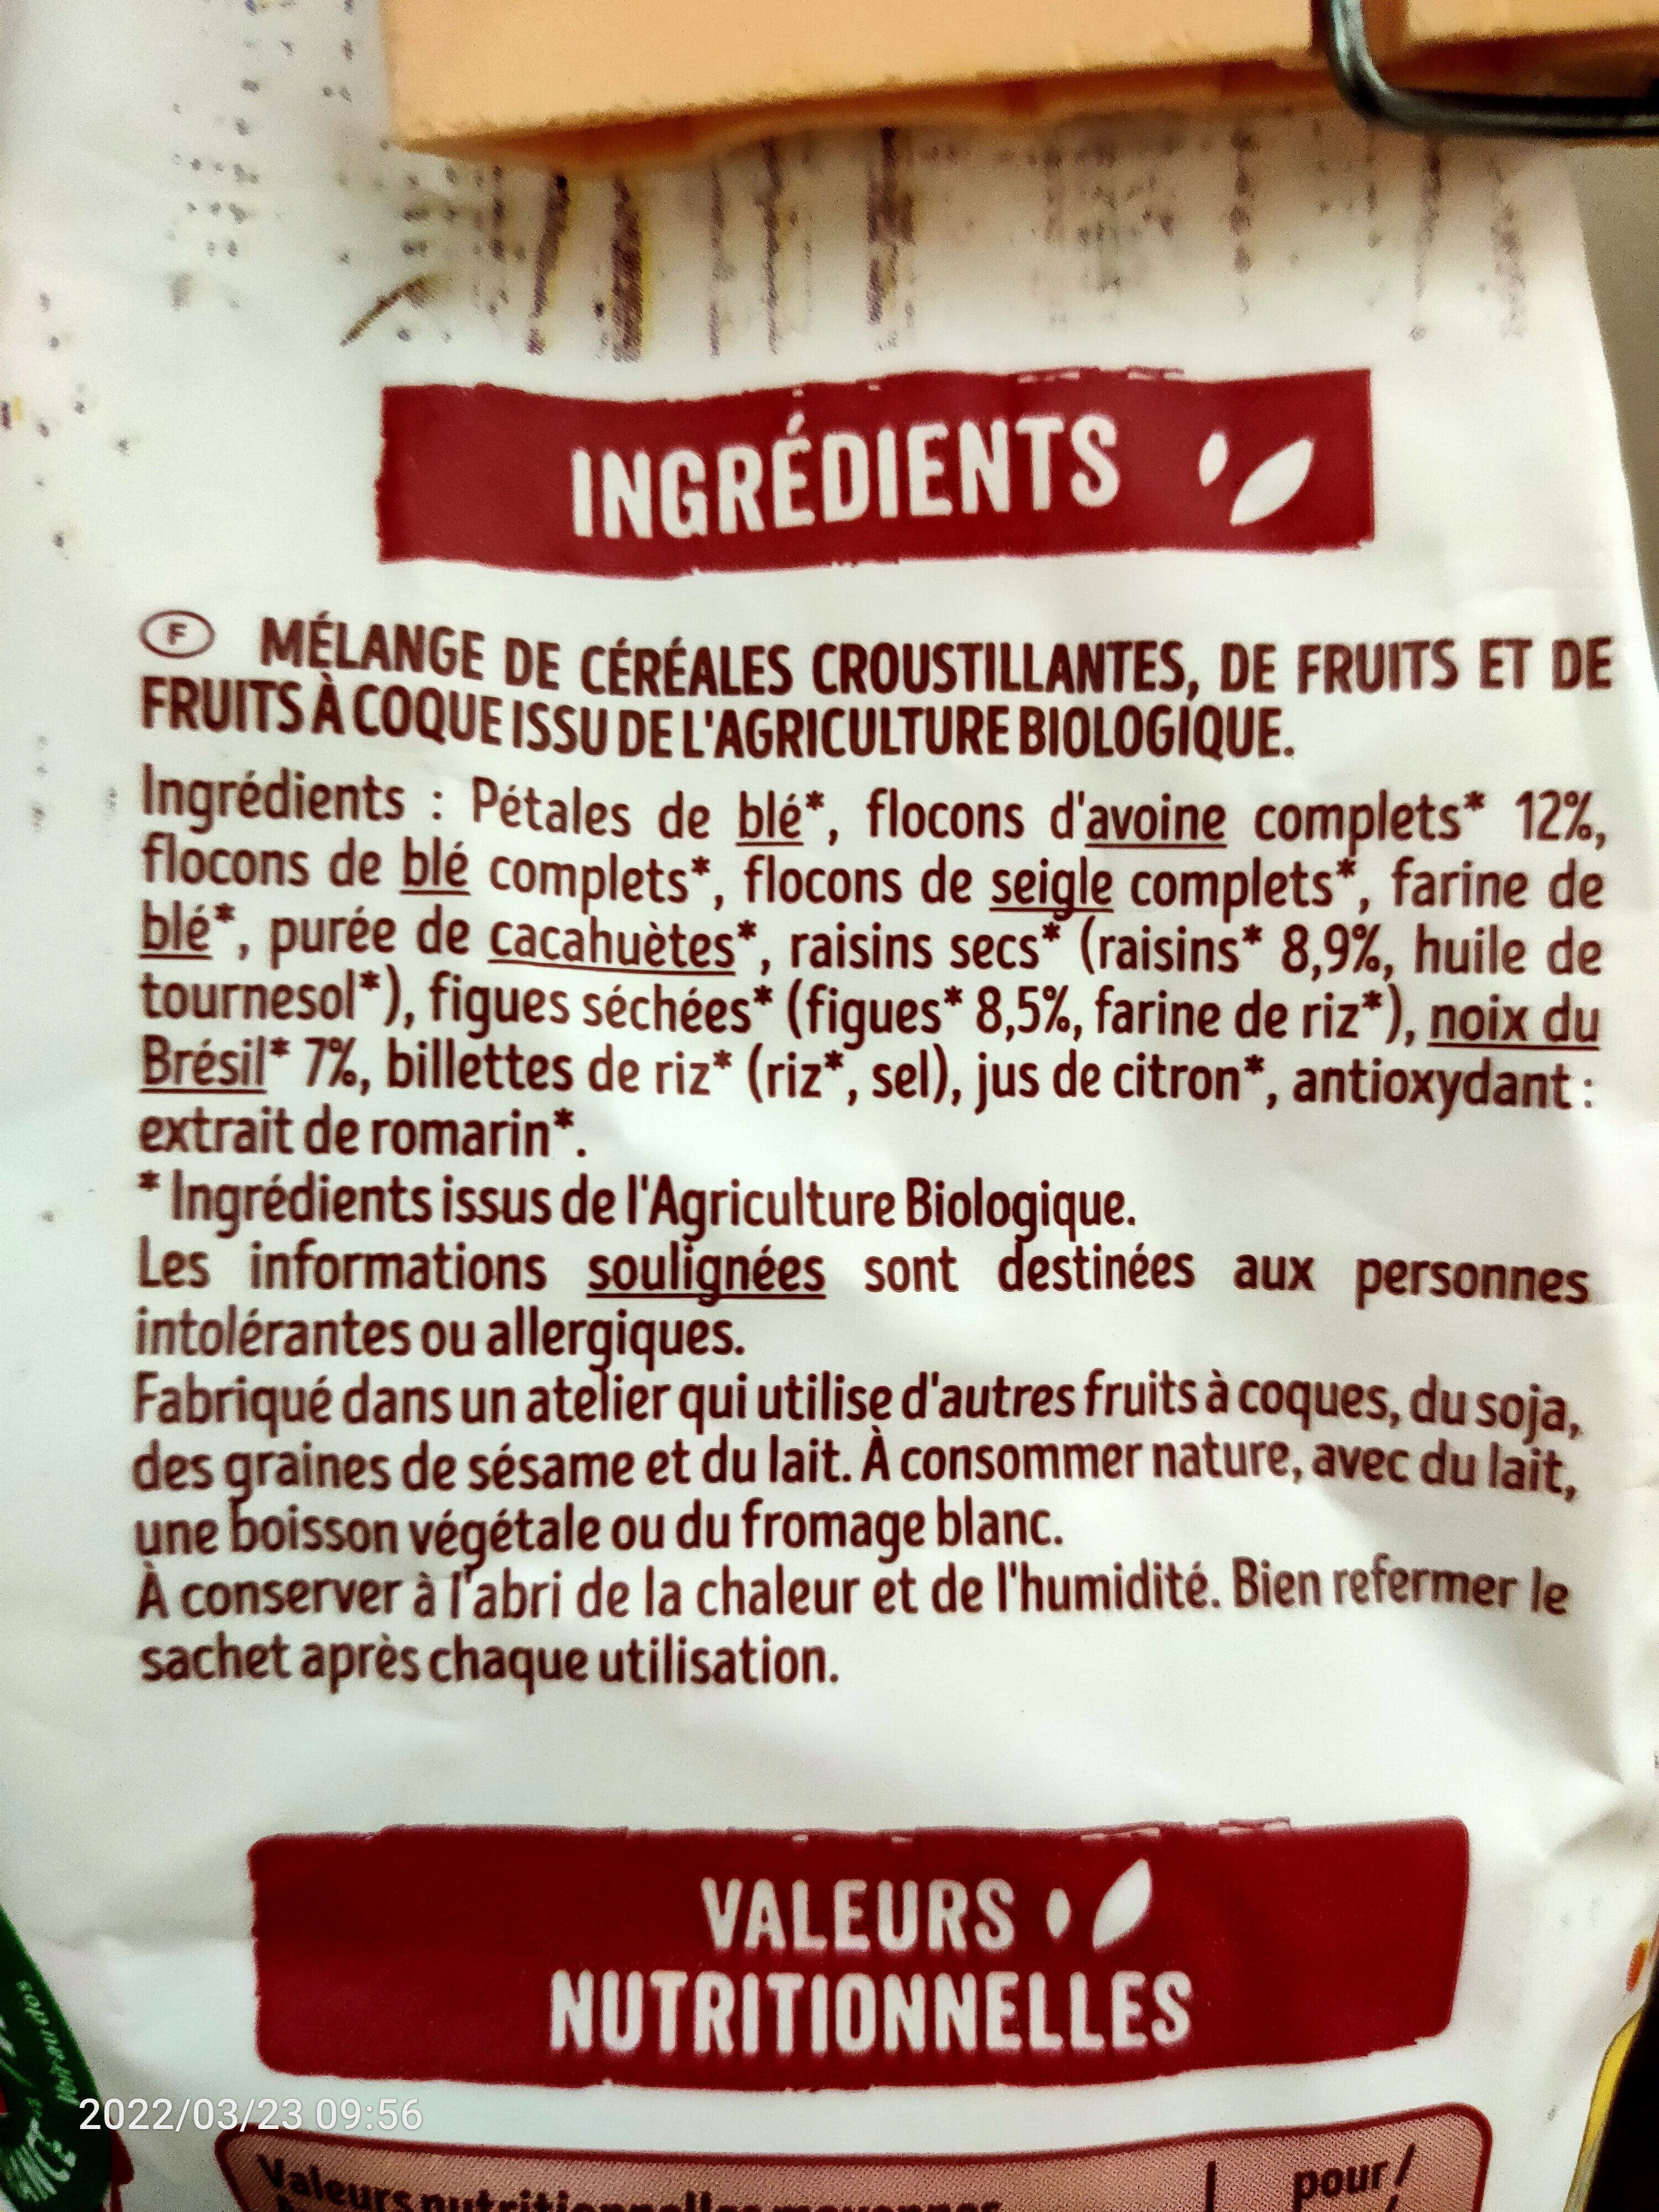 INGRÉDIENTS
F MÉLANGE DE CÉRÉALES CROUSTILLANTES, DE FRUITS ET DE
FRUITS À COQUE ISSU DE L'AGRICULTURE BIOLOGIQUE.
Ingrédients : Pétales de blé*, flocons d'avoine complets* 12%,
flocons de blé complets*, flocons de seigle complets*, farine de
blé*, purée de cacahuètes*, raisins secs* (raisins* 8,9%, huile de
tournesol*), figues séchées* (figues* 8,5%, farine de riz*), noix du
Brésil* 7%, billettes de riz* (riz*, sel), jus de citron*, antioxydant :
extrait de romarin*.
* Ingrédients issus de l'Agriculture Biologique.
Les informations soulignées sont destinées aux personnes
intolérantes ou allergiques.
Fabriqué dans un atelier qui utilise d'autres fruits à coques, du soja,
des graines de sésame et du lait. À consommer nature, avec du lait,
une boisson végétale ou du fromage blanc.
À conserver à l'abri de la chaleur et de l'humidité. Bien refermer le
sachet après chaque utilisation.
VALEURS
NUTRITIONNELLES
2022/03/23 09:56
Valeurs nutritionnelles moyennes pour /